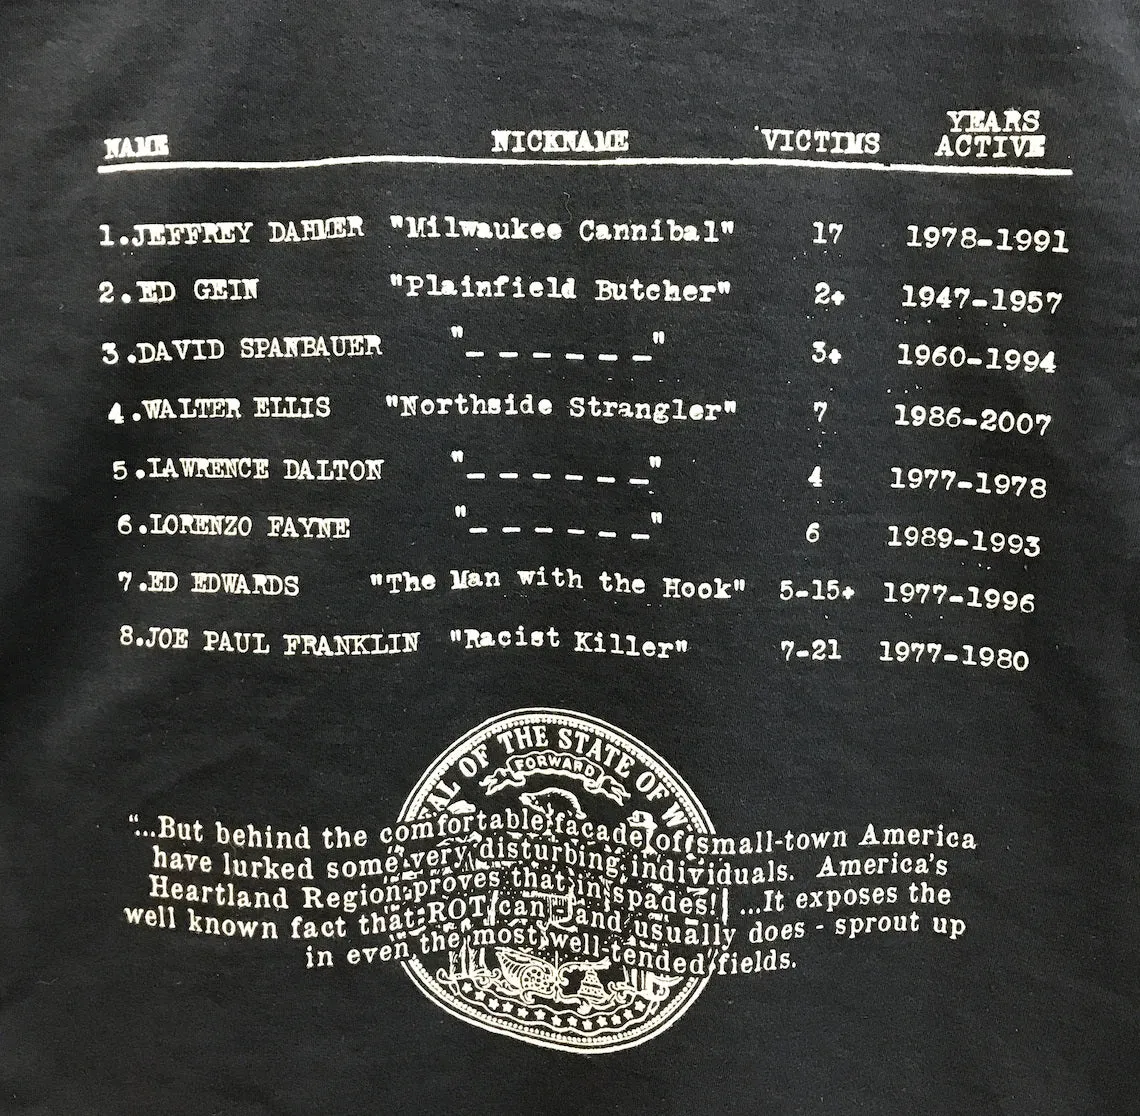 NAME NICKNAME VICTIMS YEARS ACTIVE
1.JEFFREY DAHMER "Milwaukee Cannibal" 17 1978-1991
2.ED GEIN "Plainfield Butcher" 2+ 1947-1957
3.DAVID SPANBAUER "_ _ _ _ _ _" 3+ 1960-1994
4.WALTER ELLIS "Northside Strangler" 7 1986-2007
5.LAWRENCE DALTON "_ _ _ _ _ _" 4 1977-1978
6.LORENZO FAYNE "_ _ _ _ _ _" 6 1989-1993
7.ED EDWARDS "The Man with the Hook" 5-15+ 1977-1996
8.JOE PAUL FRANKLIN "Racist Killer" 7-21 1977-1980
OF THE STATE OF
FORWARD
"...But behind the comfortable facade of small-town America
have lurked some very disturbing individuals. America's
Heartland Region proves that in spades! ...It exposes the
well known fact that ROT can and usually does - sprout up
in even the most well-tended fields.